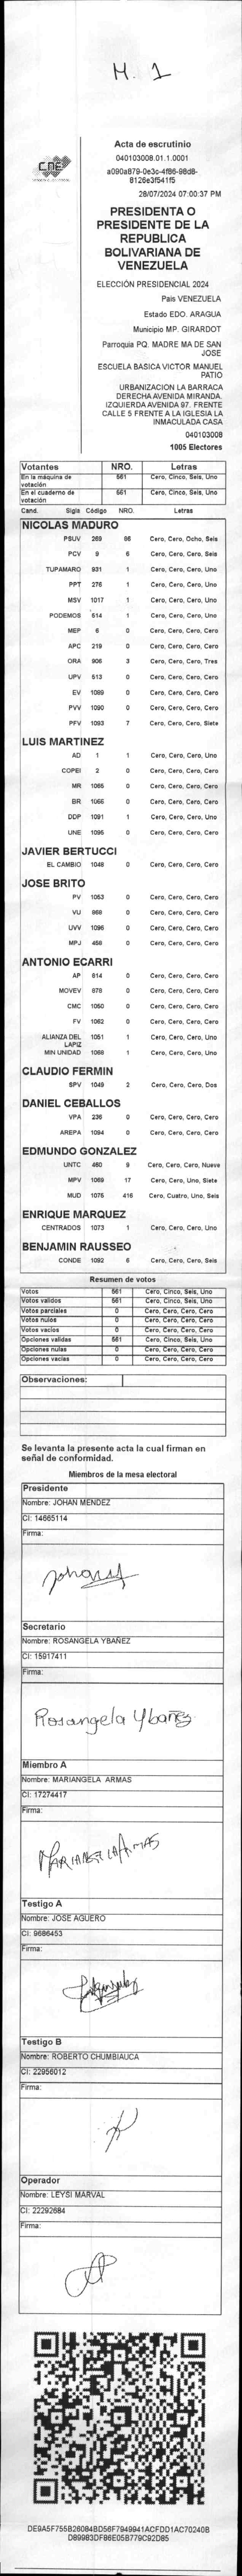 M. 1
CNE
Acta de escrutinio
040103008.01.1.0001
a090a879-0e3c-4f86-98d8-
8126e3f541f5
28/07/2024 07:00:37 PM
PRESIDENTA O
PRESIDENTE DE LA
REPUBLICA
BOLIVARIANA DE
VENEZUELA
ELECCIÓN PRESIDENCIAL 2024
Pais VENEZUELA
Estado EDO. ARAGUA
Municipio MP. GIRARDOT
Parroquia PQ. MADRE MA DE SAN
JOSE
ESCUELA BASICA VICTOR MANUEL
PATIO
URBANIZACION LA BARRACA
DERECHA AVENIDA MIRANDA.
IZQUIERDA AVENIDA 97. FRENTE
CALLE 5 FRENTE A LA IGLESIA LA
INMACULADA CASA
040103008
1005 Electores
Votantes NRO. Letras
En la máquina de votación 561 Cero, Cinco, Seis, Uno
En el cuaderno de votación 561 Cero, Cinco, Seis, Uno
Cand. Sigla Código NRO. Letras
NICOLAS MADURO
PSUV 269 86 Cero, Cero, Ocho, Seis
PCV 9 6 Cero, Cero, Cero, Seis
TUPAMARO 931 1 Cero, Cero, Cero, Uno
PPT 276 1 Cero, Cero, Cero, Uno
MSV 1017 1 Cero, Cero, Cero, Uno
PODEMOS 614 1 Cero, Cero, Cero, Uno
MEP 6 0 Cero, Cero, Cero, Cero
APC 219 0 Cero, Cero, Cero, Cero
ORA 906 3 Cero, Cero, Cero, Tres
UPV 513 0 Cero, Cero, Cero, Cero
EV 1089 0 Cero, Cero, Cero, Cero
PVV 1090 0 Cero, Cero, Cero, Cero
PFV 1093 7 Cero, Cero, Cero, Siete
LUIS MARTINEZ
AD 1 1 Cero, Cero, Cero, Uno
COPEI 2 0 Cero, Cero, Cero, Cero
MR 1065 0 Cero, Cero, Cero, Cero
BR 1066 0 Cero, Cero, Cero, Cero
DDP 1091 1 Cero, Cero, Cero, Uno
UNE 1095 0 Cero, Cero, Cero, Cero
JAVIER BERTUCCI
EL CAMBIO 1048 0 Cero, Cero, Cero, Cero
JOSE BRITO
PV 1053 0 Cero, Cero, Cero, Cero
VU 868 0 Cero, Cero, Cero, Cero
UVV 1096 0 Cero, Cero, Cero, Cero
MPJ 456 0 Cero, Cero, Cero, Cero
ANTONIO ECARRI
AP 814 0 Cero, Cero, Cero, Cero
MOVEV 878 0 Cero, Cero, Cero, Cero
CMC 1050 0 Cero, Cero, Cero, Cero
FV 1062 0 Cero, Cero, Cero, Cero
ALIANZA DEL LAPIZ 1051 1 Cero, Cero, Cero, Uno
MIN UNIDAD 1068 1 Cero, Cero, Cero, Uno
CLAUDIO FERMIN
SPV 1049 2 Cero, Cero, Cero, Dos
DANIEL CEBALLOS
VPA 236 0 Cero, Cero, Cero, Cero
AREPA 1094 0 Cero, Cero, Cero, Cero
EDMUNDO GONZALEZ
UNTC 460 9 Cero, Cero, Cero, Nueve
MPV 1069 17 Cero, Cero, Uno, Siete
MUD 1075 416 Cero, Cuatro, Uno, Seis
ENRIQUE MARQUEZ
CENTRADOS 1073 1 Cero, Cero, Cero, Uno
BENJAMIN RAUSSEO
CONDE 1092 6 Cero, Cero, Cero, Seis
Resumen de votos
Votos 561 Cero, Cinco, Seis, Uno
Votos validos 561 Cero, Cinco, Seis, Uno
Votos parciales 0 Cero, Cero, Cero, Cero
Votos nulos 0 Cero, Cero, Cero, Cero
Votos vacios 0 Cero, Cero, Cero, Cero
Opciones validas 561 Cero, Cinco, Seis, Uno
Opciones nulas 0 Cero, Cero, Cero, Cero
Opciones vacias 0 Cero, Cero, Cero, Cero
Observaciones:
Se levanta la presente acta la cual firman en
señal de conformidad.
Miembros de la mesa electoral
Presidente
Nombre: JOHAN MENDEZ
CI: 14665114
Firma:
Secretario
Nombre: ROSANGELA YBAÑEZ
CI: 15917411
Firma:
Rosangela Ybañez
Miembro A
Nombre: MARIANGELA ARMAS
CI: 17274417
Firma:
MARIANGELA ARMAS
Testigo A
Nombre: JOSE AGUERO
CI: 9686453
Firma:
Testigo B
Nombre: ROBERTO CHUMBIAUCA
CI: 22956012
Firma:
Operador
Nombre: LEYSI MARVAL
CI: 22292684
Firma:
DE9A5F755B26084BD56F7949941ACFDD1AC70240B
D89983DF86E05B779C92D85